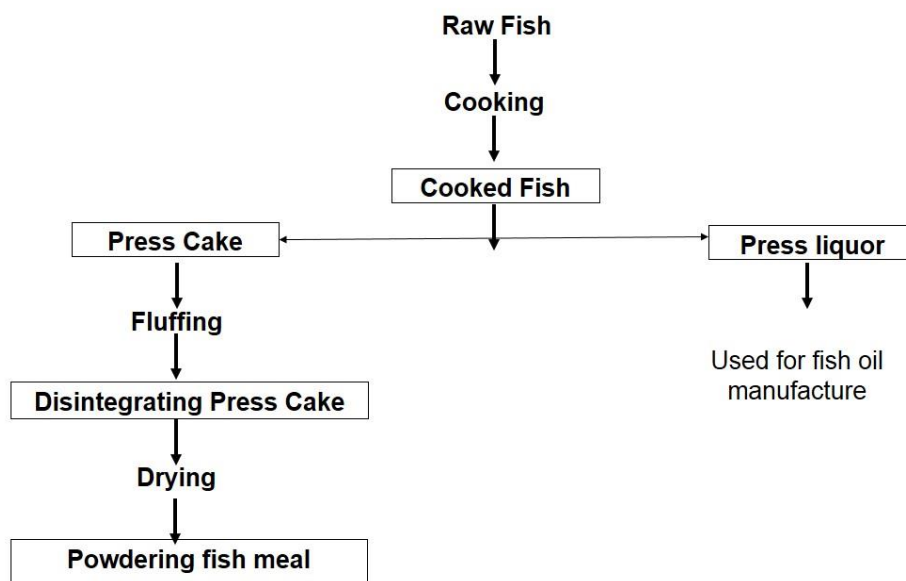 Raw Fish
Cooking
Cooked Fish
Press Cake
Press liquor
Fluffing
Used for fish oil
manufacture
Disintegrating Press Cake
Drying
Powdering fish meal